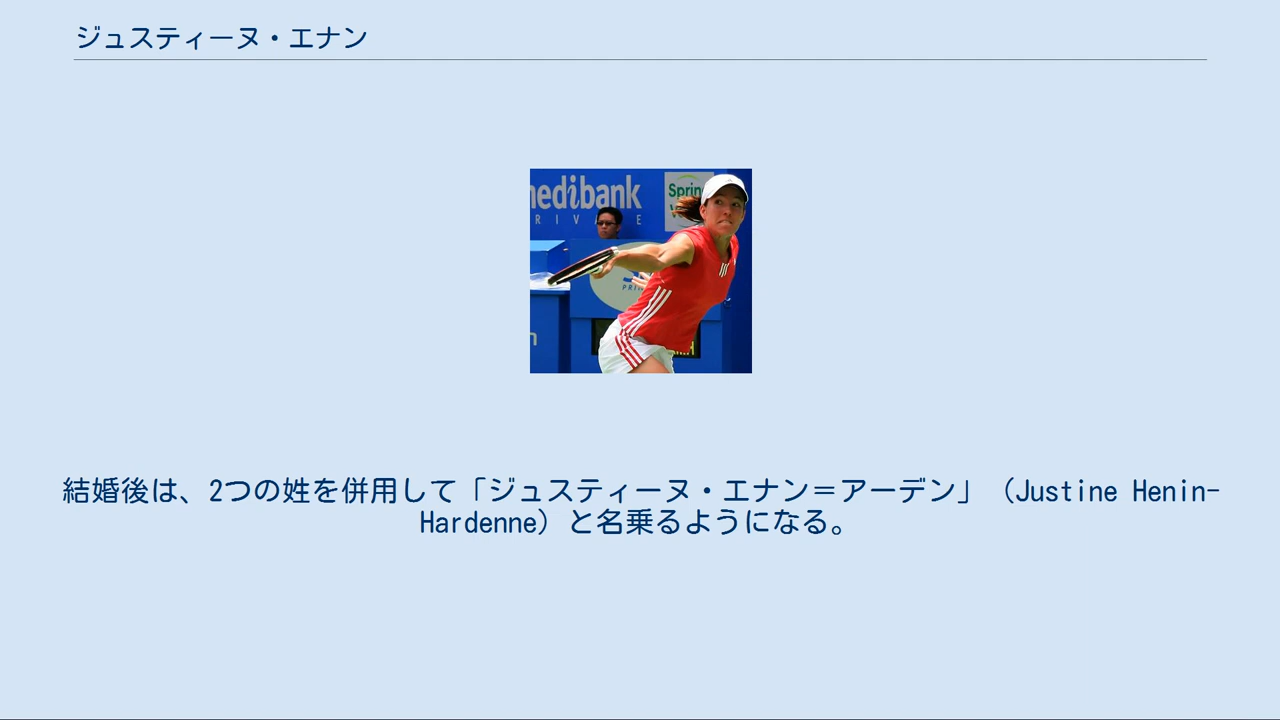 ジュスティーヌ・エナン
medibank
Spring
PRIVATE
結婚後は、2つの姓を併用して「ジュスティーヌ・エナン＝アーデン」（Justine Henin-
Hardenne）と名乗るようになる。